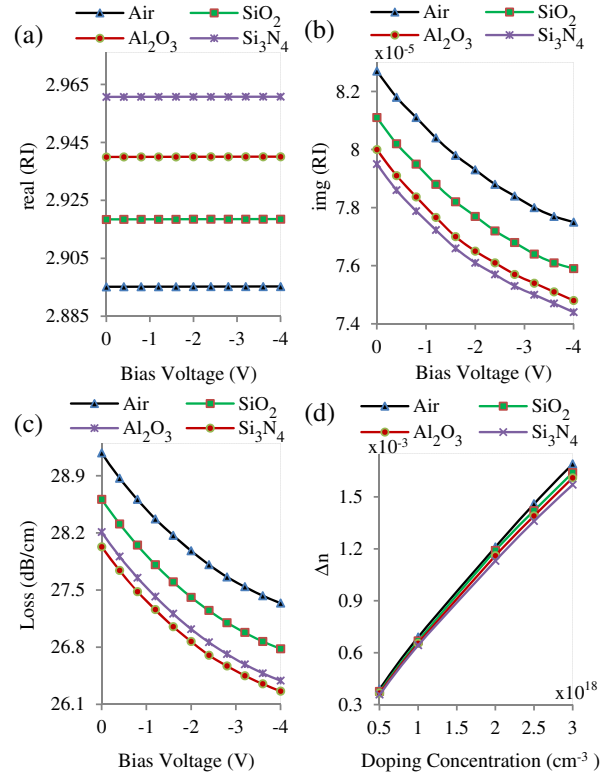 (a)
Air
SiO2
Al2O3
Si3N4
real (RI)
2.965
2.945
2.925
2.905
2.885
0 -1 -2 -3 -4
Bias Voltage (V)
(b)
Air
SiO2
Al2O3
Si3N4
x10-5
img (RI)
8.2
8
7.8
7.6
7.4
0 -1 -2 -3 -4
Bias Voltage (V)
(c)
Air
SiO2
Al2O3
Si3N4
Loss (dB/cm)
28.9
28.2
27.5
26.8
26.1
0 -1 -2 -3 -4
Bias Voltage (V)
(d)
Air
SiO2
Al2O3
Si3N4
x10-3
Δn
1.5
1.2
0.9
0.6
0.3
x1018
0.5 1 1.5 2 2.5 3
Doping Concentration (cm-3)